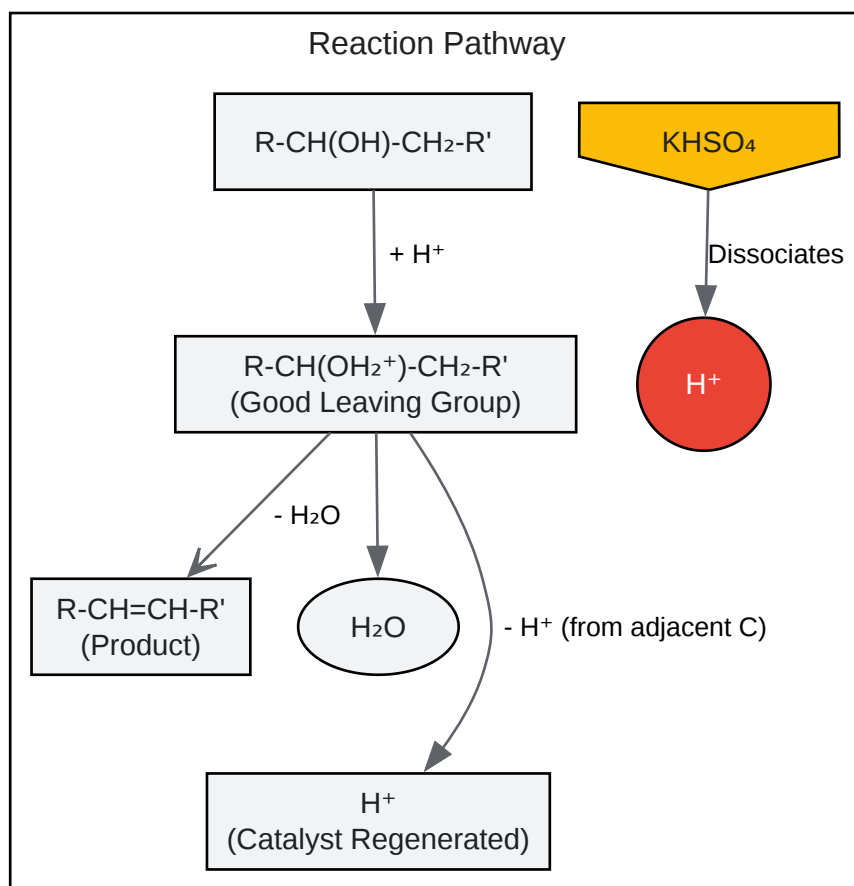 Reaction Pathway
R-CH(OH)-CH₂-R'
KHSO₄
+ H⁺
Dissociates
R-CH(OH₂⁺)-CH₂-R'
(Good Leaving Group)
H⁺
- H₂O
R-CH=CH-R'
(Product)
H₂O
- H⁺ (from adjacent C)
H⁺
(Catalyst Regenerated)